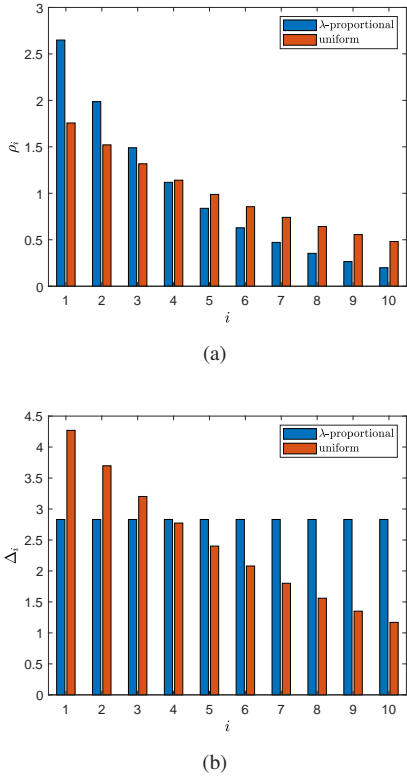 3
2.5
2
1.5
1
0.5
0
ρᵢ
λ-proportional
uniform
1 2 3 4 5 6 7 8 9 10
i
(a)
4.5
4
3.5
3
2.5
2
1.5
1
0.5
0
Δᵢ
λ-proportional
uniform
1 2 3 4 5 6 7 8 9 10
i
(b)